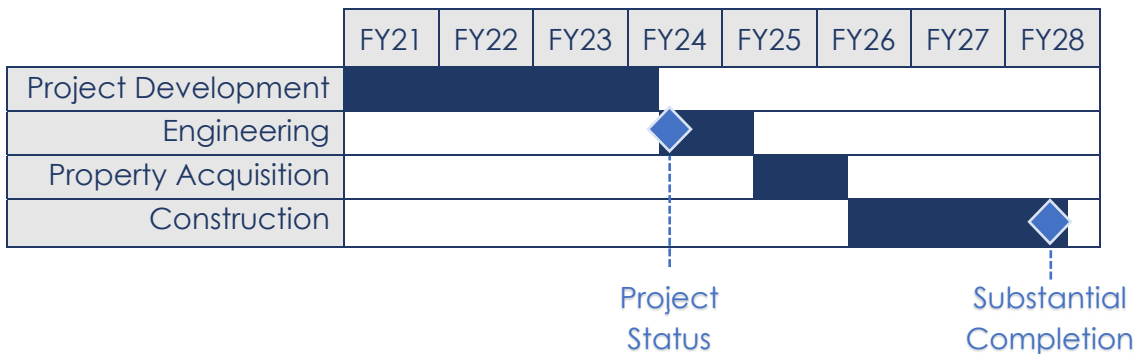 FY21 FY22 FY23 FY24 FY25 FY26 FY27 FY28
Project Development
Engineering
Property Acquisition
Construction
Project
Status
Substantial
Completion